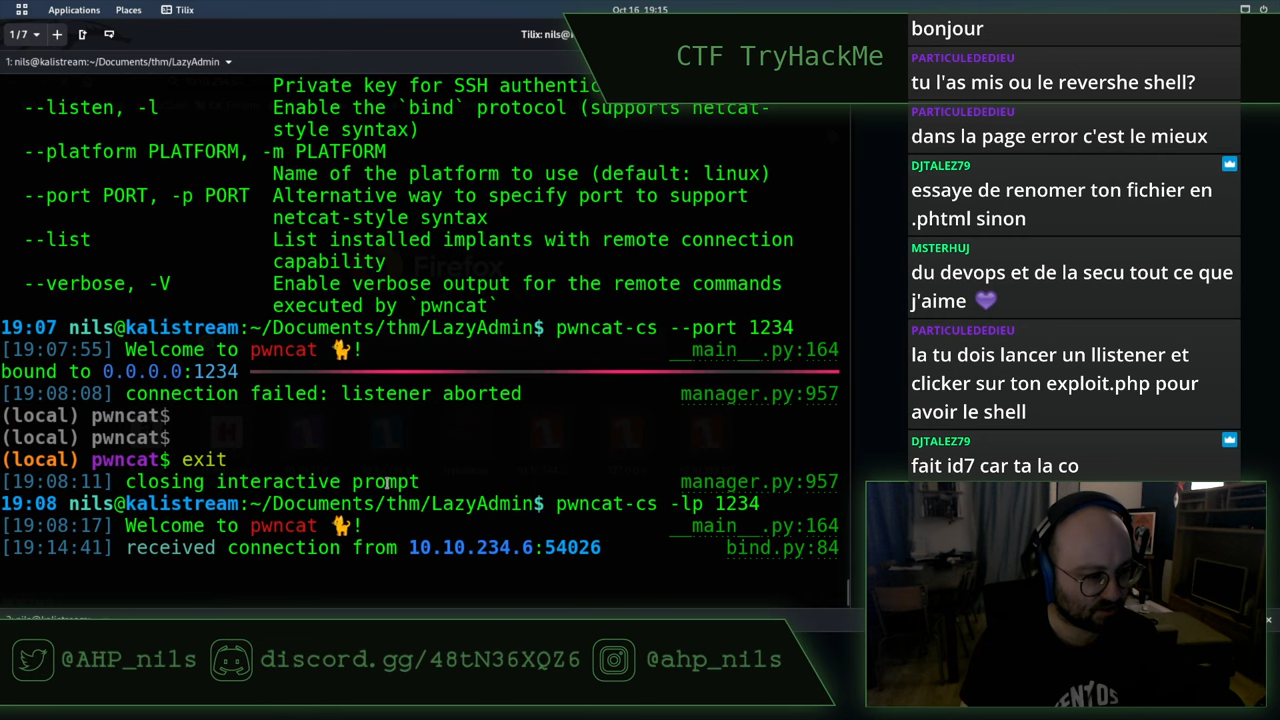 Applications Places Tilix Oct 16 19:15
1/7
Tilix: nils@
1: nils@kalistream:~/Documents/thm/LazyAdmin
CTF TryHackMe
Private key for SSH authentic
--listen, -l Enable the `bind` protocol (supports netcat-
style syntax)
--platform PLATFORM, -m PLATFORM
Name of the platform to use (default: linux)
--port PORT, -p PORT Alternative way to specify port to support
netcat-style syntax
--list List installed implants with remote connection
capability
--verbose, -V Enable verbose output for the remote commands
executed by `pwncat`
19:07 nils@kalistream:~/Documents/thm/LazyAdmin$ pwncat-cs --port 1234
[19:07:55] Welcome to pwncat 🐈! __main__.py:164
bound to 0.0.0.0:1234
[19:08:08] connection failed: listener aborted manager.py:957
(local) pwncat$
(local) pwncat$
(local) pwncat$ exit
[19:08:11] closing interactive prompt manager.py:957
19:08 nils@kalistream:~/Documents/thm/LazyAdmin$ pwncat-cs -lp 1234
[19:08:17] Welcome to pwncat 🐈! __main__.py:164
[19:14:41] received connection from 10.10.234.6:54026 bind.py:84
Firefox
bonjour
PARTICULEDEDIEU
tu l'as mis ou le revershe shell?
PARTICULEDEDIEU
dans la page error c'est le mieux
DJTALEZ79
essaye de renomer ton fichier en
.phtml sinon
MSTERHUJ
du devops et de la secu tout ce que
j'aime 💜
PARTICULEDEDIEU
la tu dois lancer un llistener et
clicker sur ton exploit.php pour
avoir le shell
DJTALEZ79
fait id7 car ta la co
@AHP_nils discord.gg/48tN36XQZ6 @ahp_nils